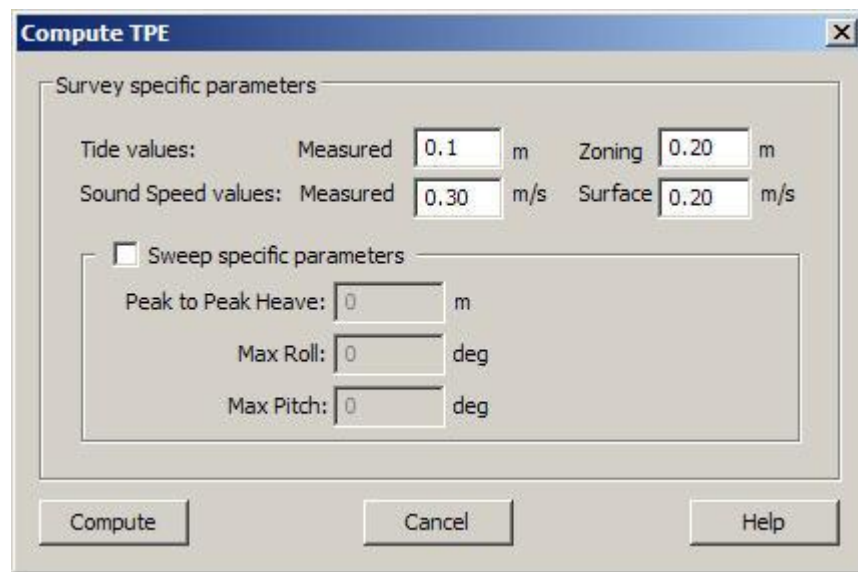 Compute TPE
Survey specific parameters
Tide values: Measured 0.1 m Zoning 0.20 m
Sound Speed values: Measured 0.30 m/s Surface 0.20 m/s
Sweep specific parameters
Peak to Peak Heave: 0 m
Max Roll: 0 deg
Max Pitch: 0 deg
Compute Cancel Help